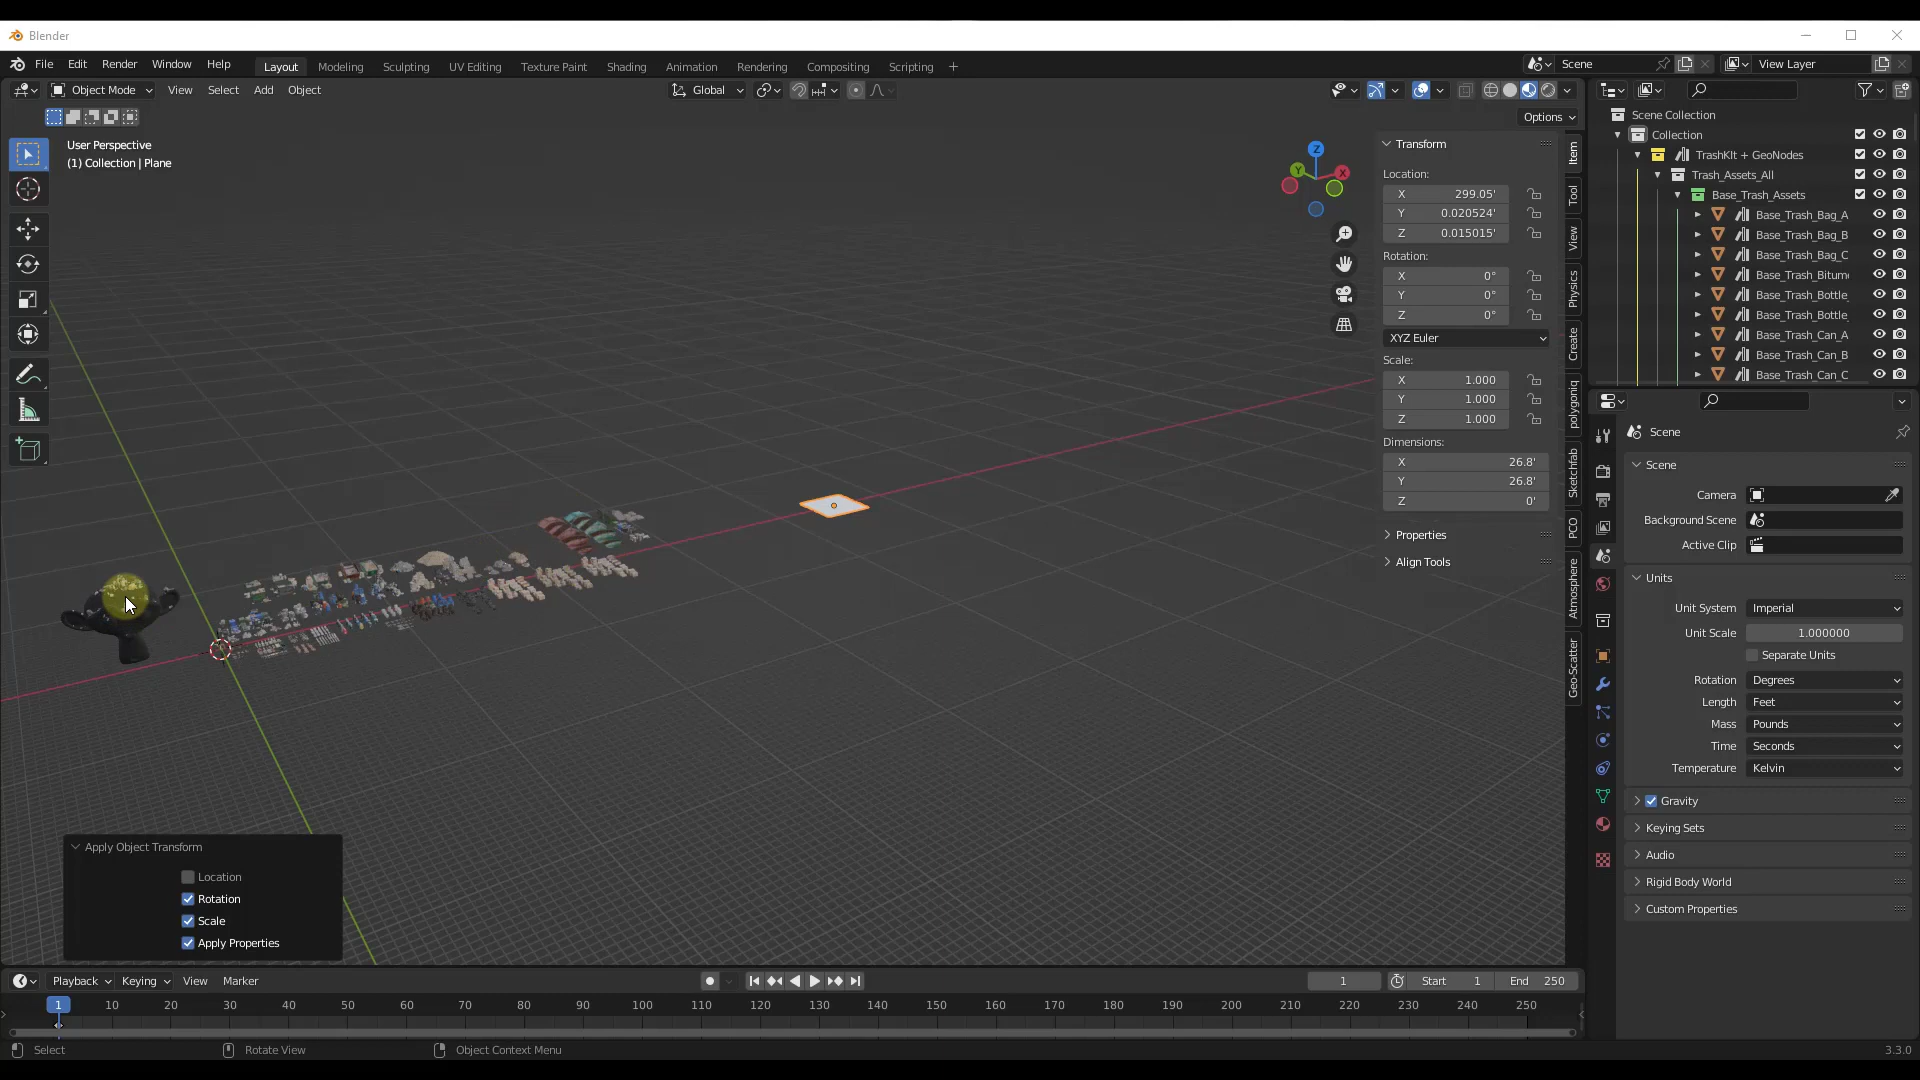 Blender
File Edit Render Window Help
Layout Modeling Sculpting UV Editing Texture Paint Shading Animation Rendering Compositing Scripting +
Scene
View Layer
Object Mode View Select Add Object
Global
Options
User Perspective
(1) Collection | Plane
Z
Y
X
Transform
Location:
X 299.05'
Y 0.020524'
Z 0.015015'
Rotation:
X 0°
Y 0°
Z 0°
XYZ Euler
Scale:
X 1.000
Y 1.000
Z 1.000
Dimensions:
X 26.8'
Y 26.8'
Z 0'
Properties
Align Tools
Item
Tool
View
Physics
Create
polygoniq
Sketchfab
PCO
Atmosphere
Geo-Scatter
Scene Collection
Collection
TrashKIt + GeoNodes
Trash_Assets_All
Base_Trash_Assets
Base_Trash_Bag_A
Base_Trash_Bag_B
Base_Trash_Bag_C
Base_Trash_Bitum
Base_Trash_Bottle_
Base_Trash_Bottle_
Base_Trash_Can_A
Base_Trash_Can_B
Base_Trash_Can_C
Scene
Scene
Camera
Background Scene
Active Clip
Units
Unit System Imperial
Unit Scale 1.000000
Separate Units
Rotation Degrees
Length Feet
Mass Pounds
Time Seconds
Temperature Kelvin
Gravity
Keying Sets
Audio
Rigid Body World
Custom Properties
Apply Object Transform
Location
Rotation
Scale
Apply Properties
Playback Keying View Marker
1 Start 1 End 250
1 10 20 30 40 50 60 70 80 90 100 110 120 130 140 150 160 170 180 190 200 210 220 230 240 250
Select Rotate View Object Context Menu
3.3.0